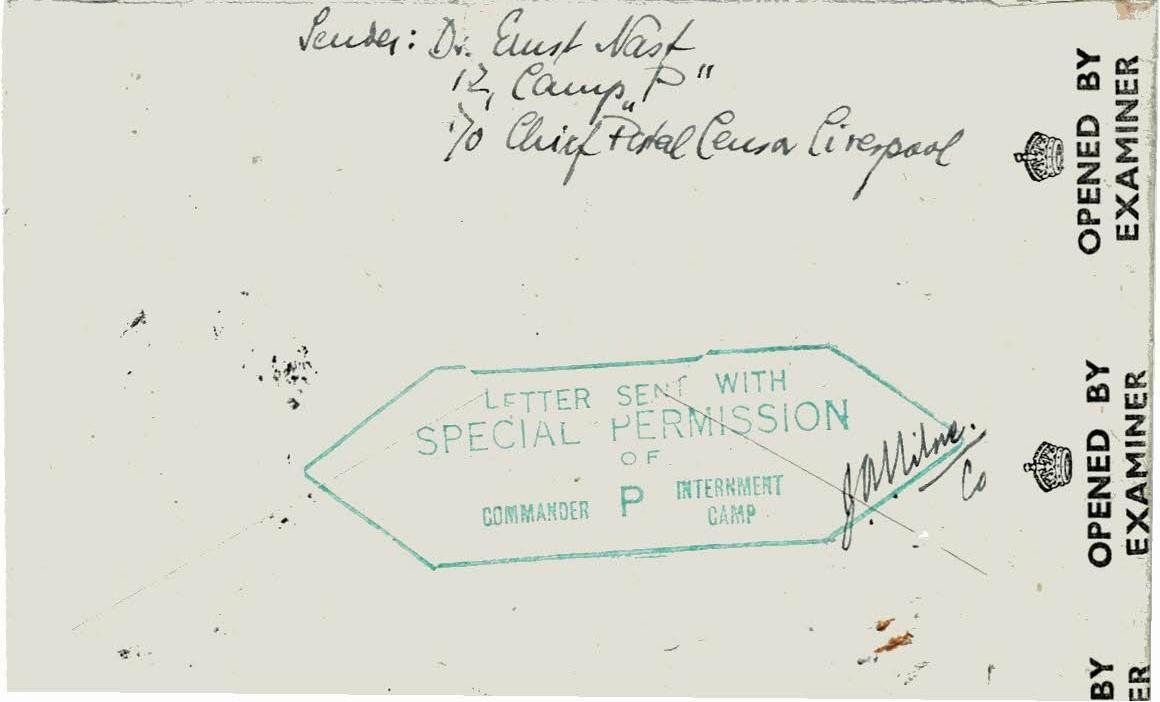 Sender: Dr. Ernst Nast
12, Camp „P"
c/o Chief Postal Censor Liverpool
LETTER SENT WITH
SPECIAL PERMISSION
OF
COMMANDER P INTERNMENT
CAMP
J.A. Milne.
Co
OPENED BY
EXAMINER
OPENED BY
EXAMINER
BY
ER